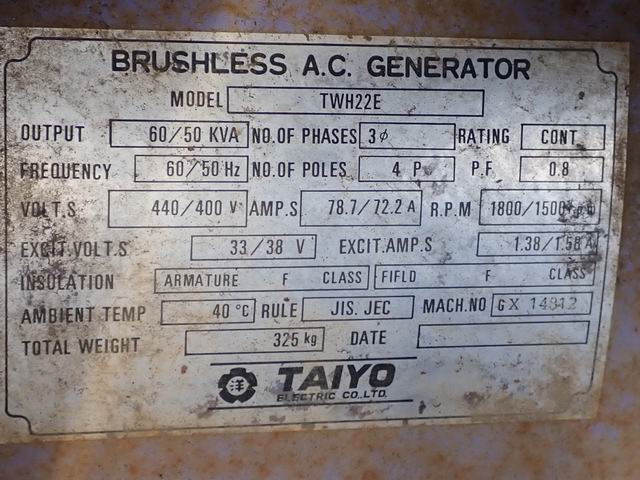 BRUSHLESS A.C. GENERATOR
MODEL TWH22E
OUTPUT 60/50 KVA NO.OF PHASES 3ø RATING CONT
FREQUENCY 60/50 Hz NO.OF POLES 4 P P.F. 0.8
VOLT.S 440/400 V AMP.S 78.7/72.2 A R.P.M 1800/1500
EXCIT.VOLT.S 33/38 V EXCIT.AMP.S 1.38/1.58 A
INSULATION ARMATURE F CLASS FIFLD F CLASS
AMBIENT TEMP 40 °C RULE JIS. JEC MACH.NO GX 14842
TOTAL WEIGHT 325 kg DATE
洋 TAIYO
ELECTRIC CO.,LTD.